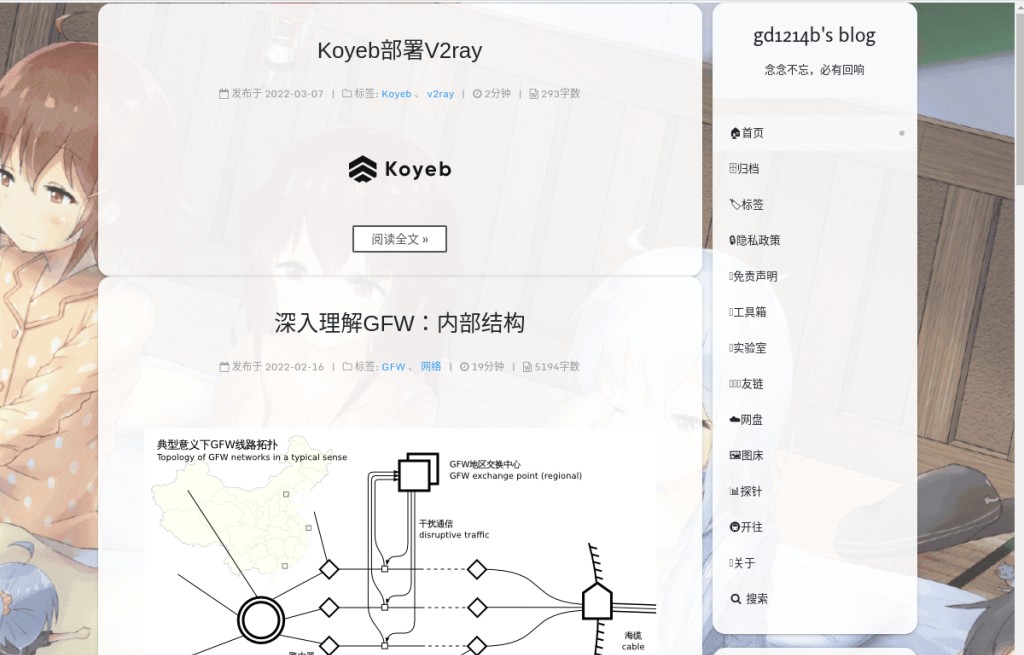 Koyeb部署V2ray
发布于 2022-03-07 | 标签: Koyeb 、 v2ray | 2分钟 | 293字数
Koyeb
阅读全文 »
深入理解GFW：内部结构
发布于 2022-02-16 | 标签: GFW 、 网络 | 19分钟 | 5194字数
典型意义下GFW线路拓扑
Topology of GFW networks in a typical sense
GFW地区交换中心
GFW exchange point (regional)
干扰通信
disruptive traffic
海缆
cable
gd1214b's blog
念念不忘，必有回响
首页
归档
标签
隐私政策
免责声明
工具箱
实验室
友链
网盘
图床
探针
开往
关于
搜索